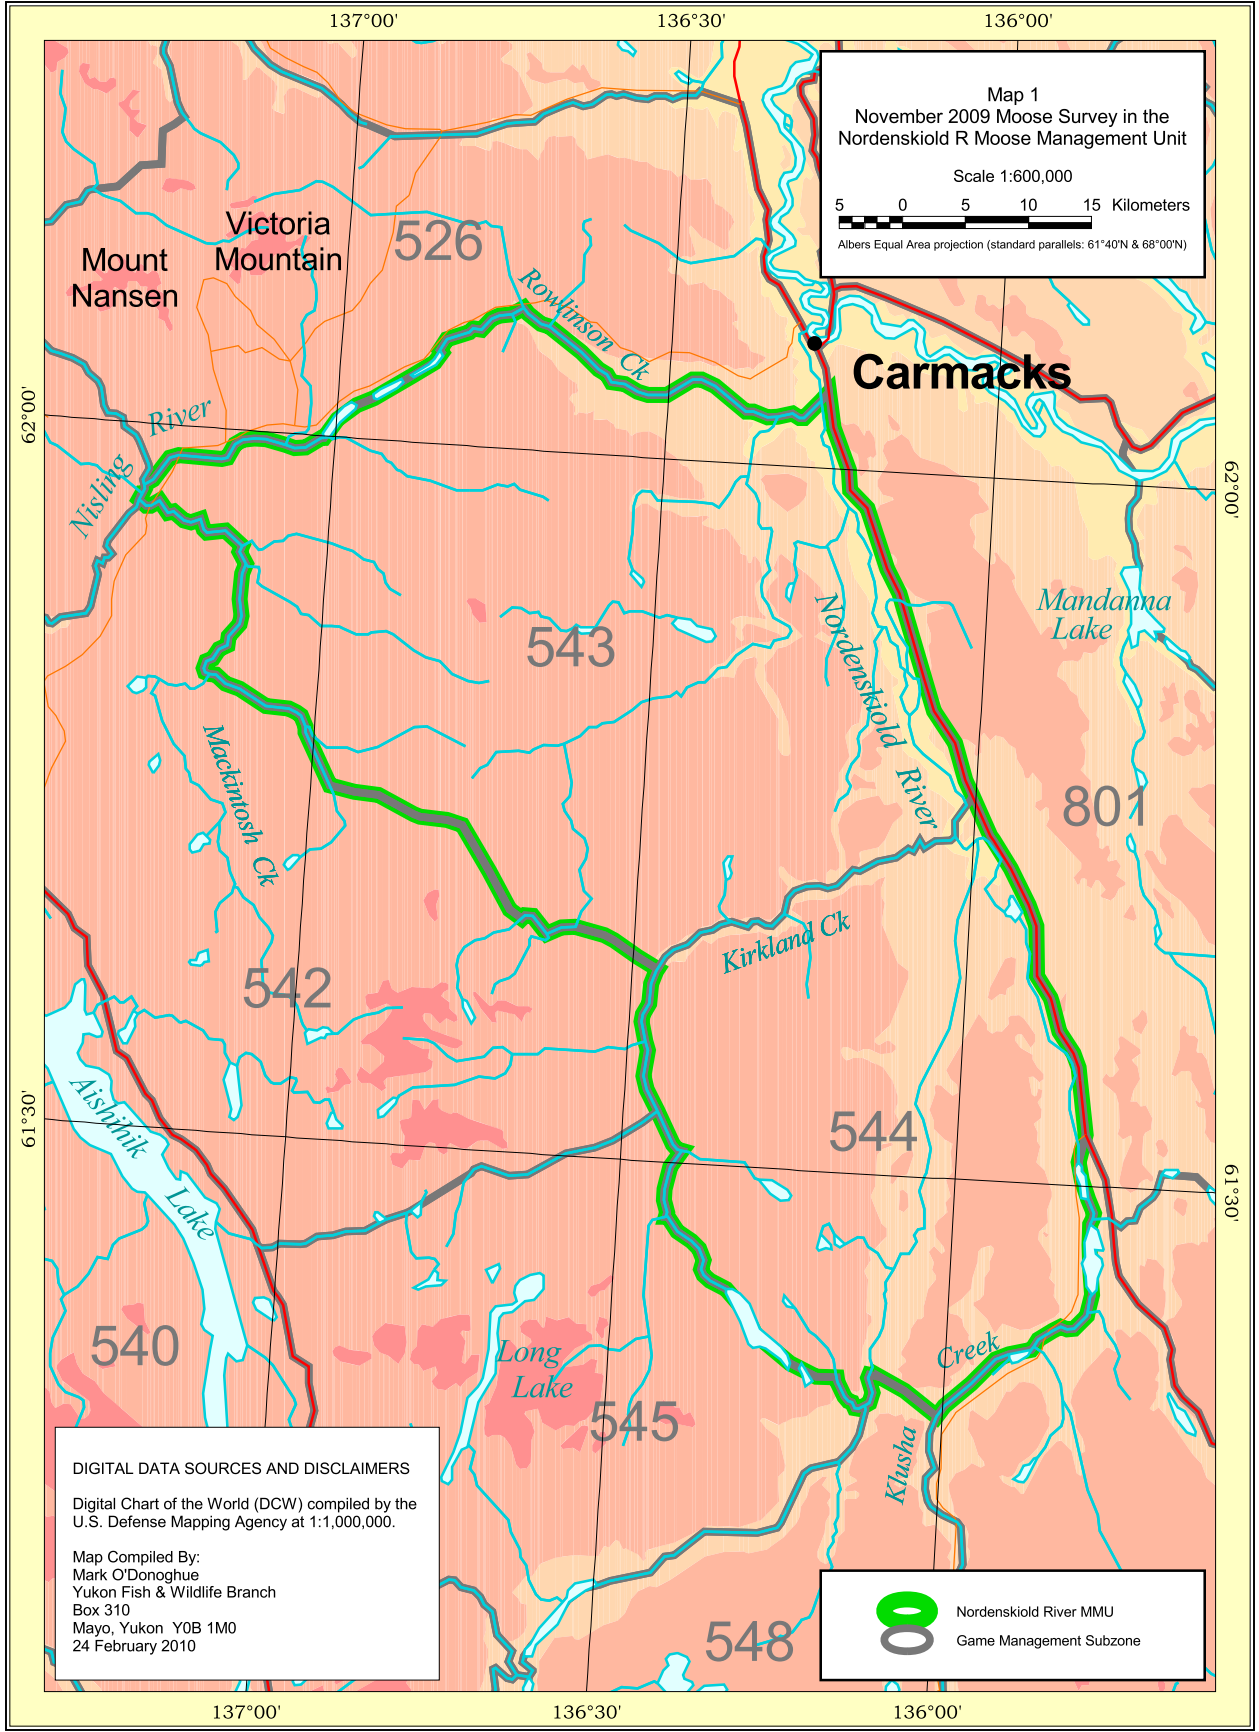 137°00'
136°30'
136°00'
Map 1
November 2009 Moose Survey in the
Nordenskiold R Moose Management Unit
Scale 1:600,000
5 0 5 10 15 Kilometers
Albers Equal Area projection (standard parallels: 61°40'N & 68°00'N)
Victoria
Mountain
526
Mount
Nansen
Rowlinson Ck
Carmacks
62°00'
River
Nisling
62°00'
Mandanna
Lake
543
Nordenskiold
River
Mackintosh Ck
801
Kirkland Ck
542
Aishihik
Lake
61°30'
544
61°30'
540
Long
Lake
545
Creek
Klusha
548
DIGITAL DATA SOURCES AND DISCLAIMERS
Digital Chart of the World (DCW) compiled by the
U.S. Defense Mapping Agency at 1:1,000,000.
Map Compiled By:
Mark O'Donoghue
Yukon Fish & Wildlife Branch
Box 310
Mayo, Yukon Y0B 1M0
24 February 2010
Nordenskiold River MMU
Game Management Subzone
137°00'
136°30'
136°00'